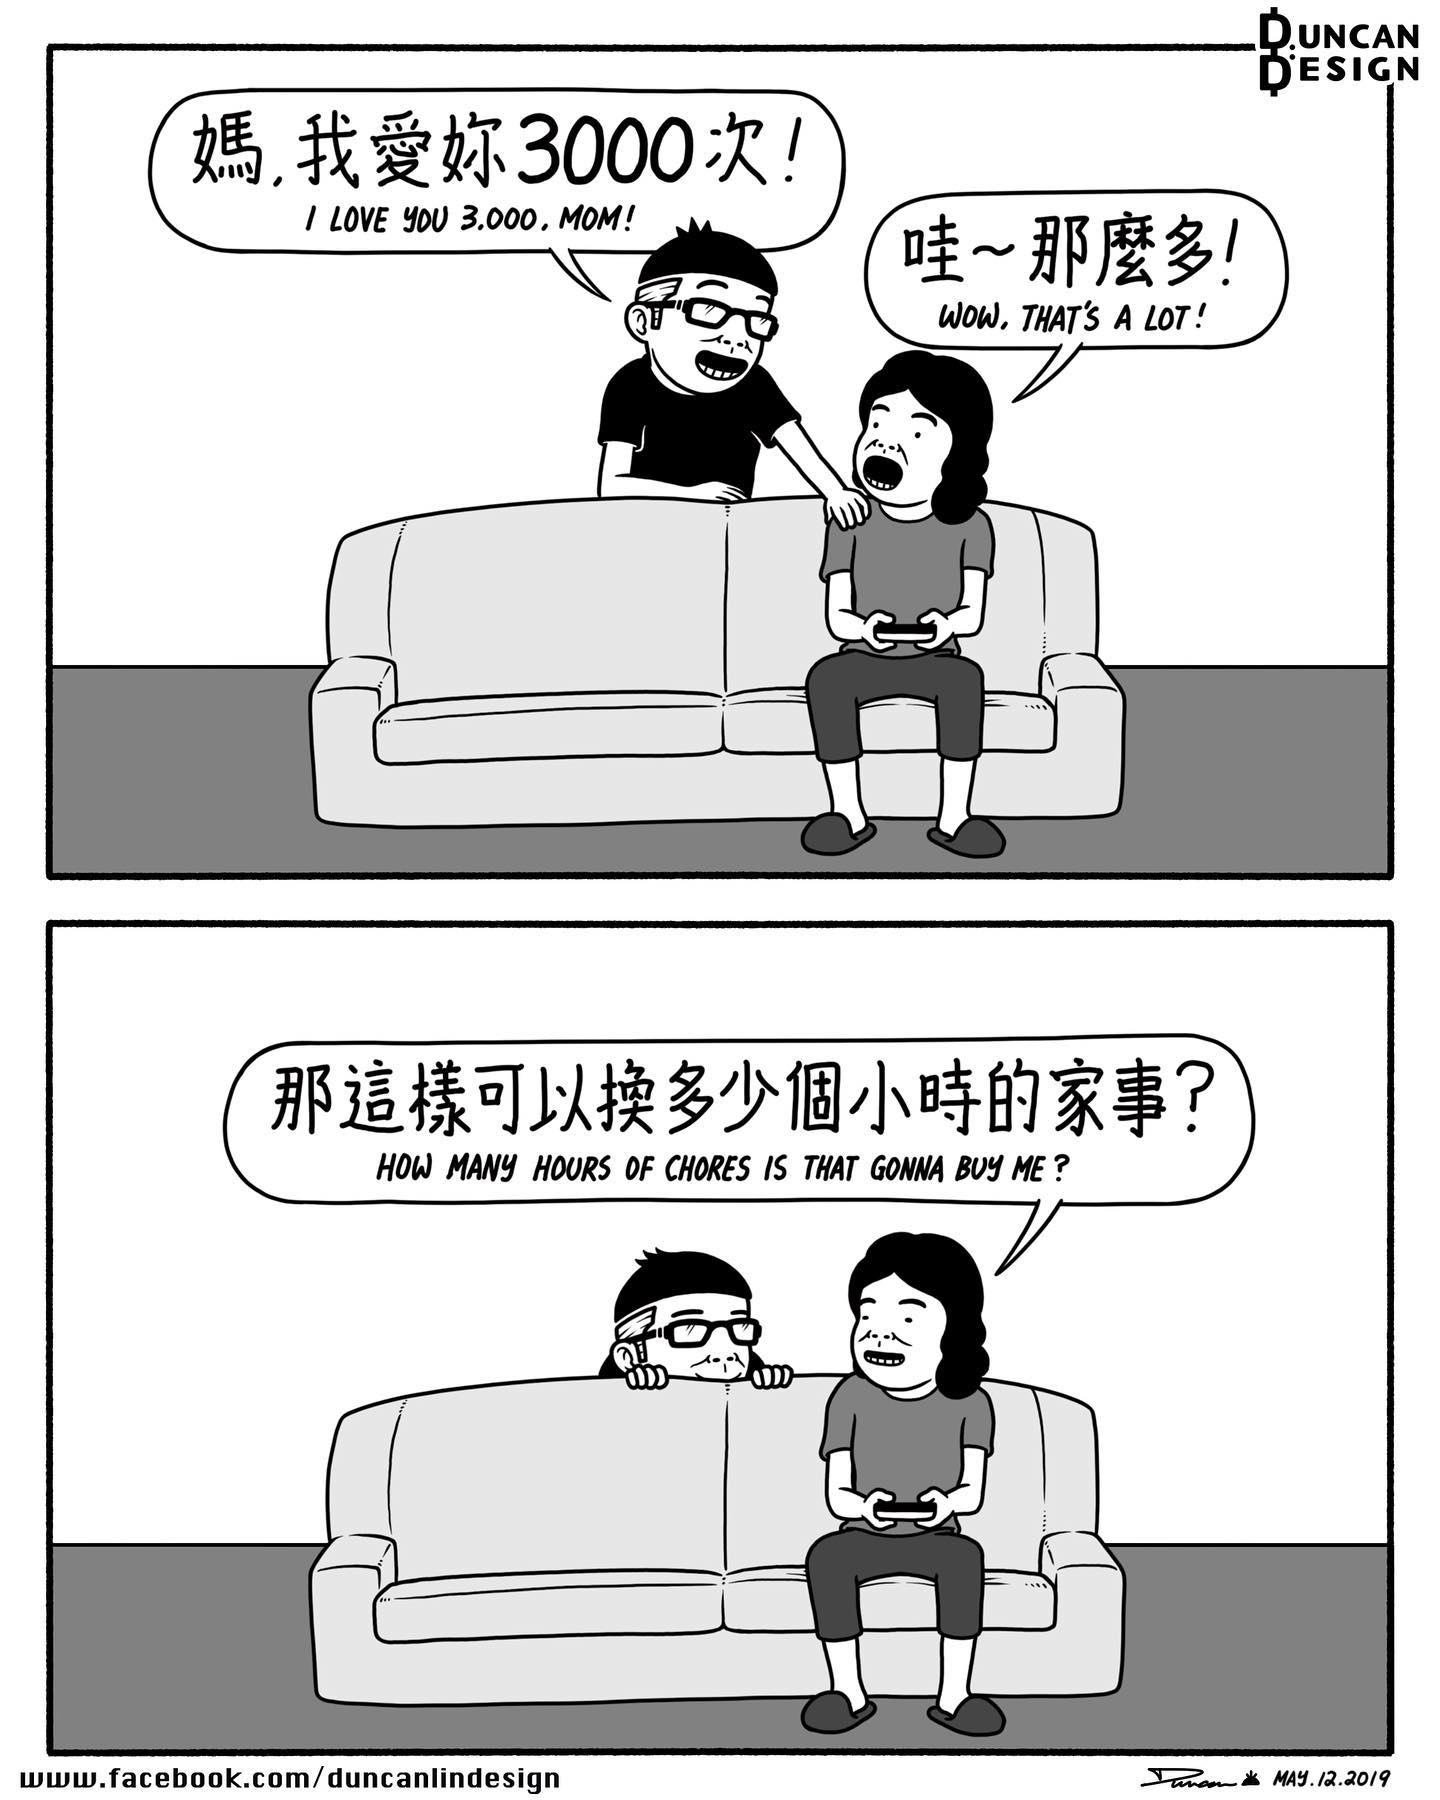 DUNCAN
DESIGN
媽,我愛妳3000次!
I LOVE YOU 3,000, MOM!
哇~那麼多!
WOW, THAT'S A LOT!
那這樣可以換多少個小時的家事?
HOW MANY HOURS OF CHORES IS THAT GONNA BUY ME?
www.facebook.com/duncanlindesign
Duncan MAY.12.2019